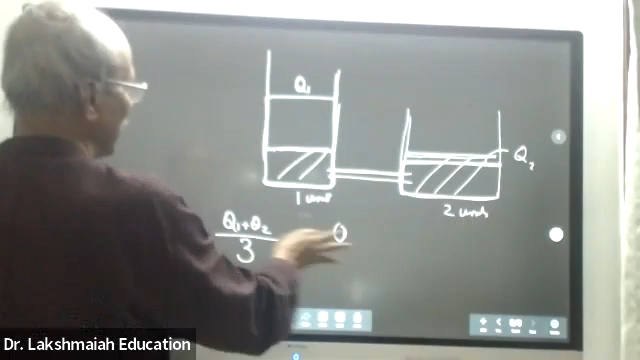 Q₁
Q₂
1 unit
2 units
Q₁+Q₂
3
Q
Dr. Lakshmaiah Education